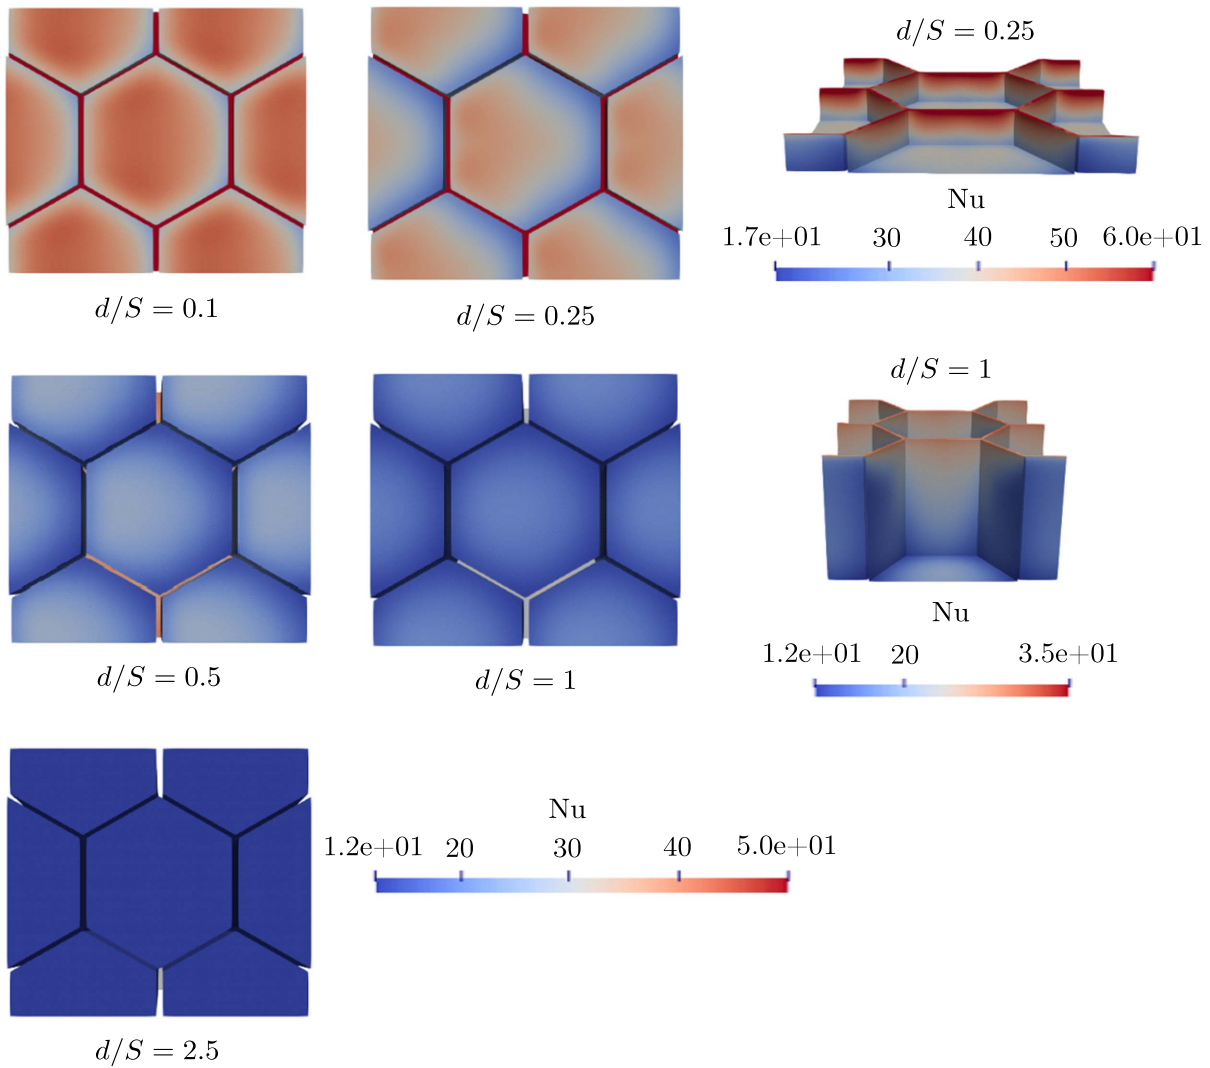 d/S = 0.25
Nu
1.7e+01 30 40 50 6.0e+01
d/S = 0.1
d/S = 0.25
d/S = 1
Nu
1.2e+01 20 3.5e+01
d/S = 0.5
d/S = 1
Nu
1.2e+01 20 30 40 5.0e+01
d/S = 2.5